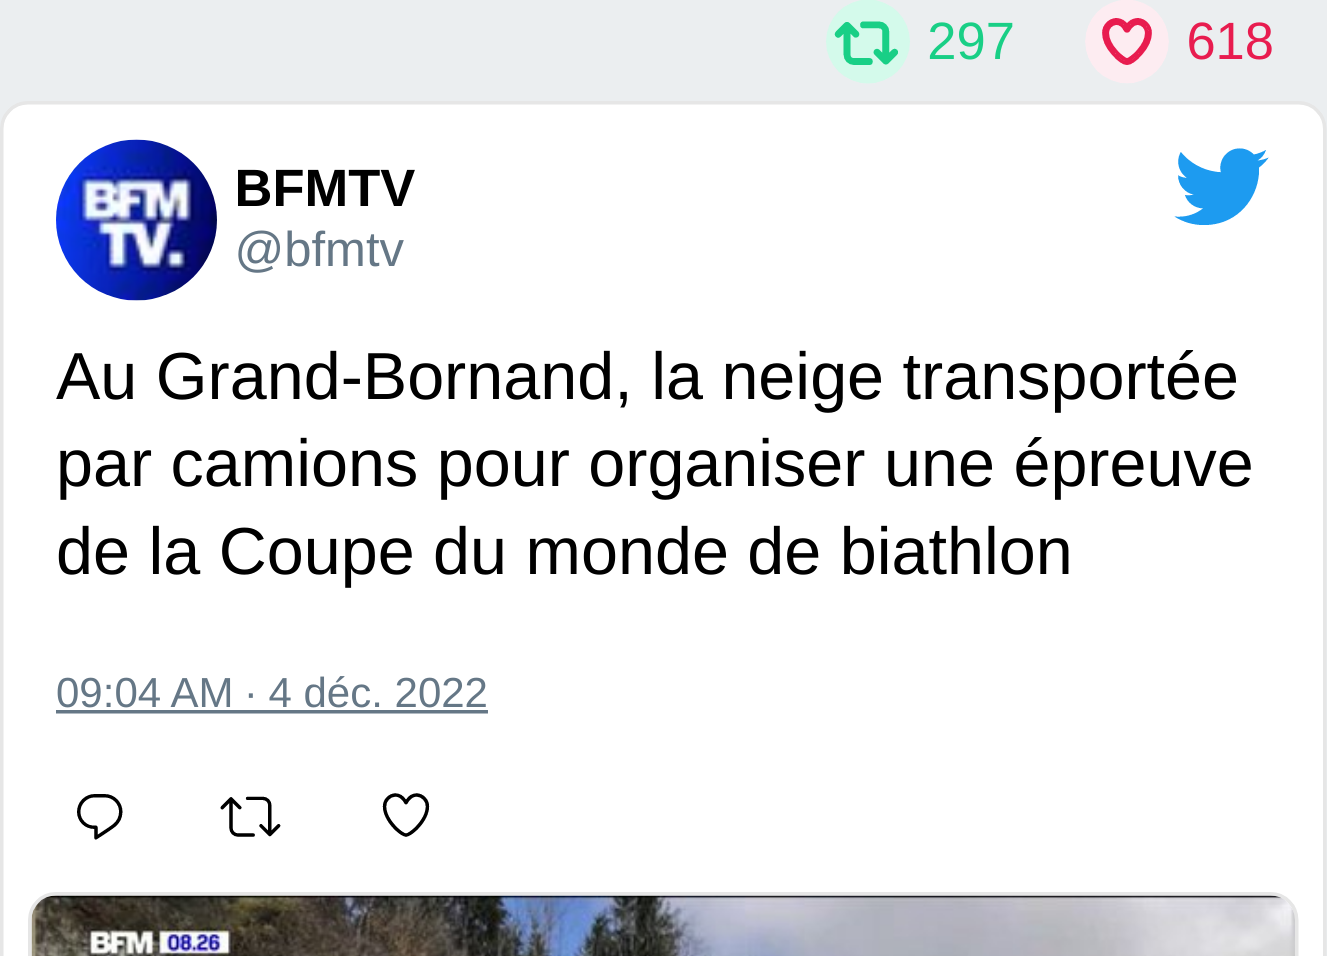 297 618
BFM
TV.
BFMTV
@bfmtv
Au Grand-Bornand, la neige transportée
par camions pour organiser une épreuve
de la Coupe du monde de biathlon
09:04 AM · 4 déc. 2022
BFM 08.26